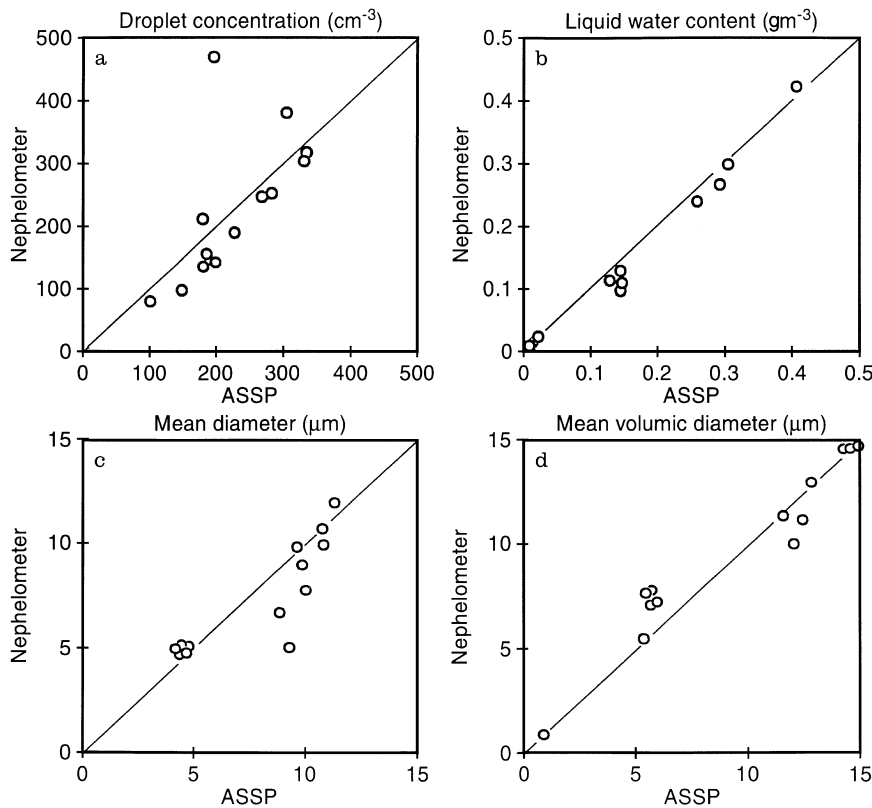 Droplet concentration (cm-3)
a
500
400
300
200
100
0
Nephelometer
0 100 200 300 400 500
ASSP
Liquid water content (gm-3)
b
0.5
0.4
0.3
0.2
0.1
0
Nephelometer
0 0.1 0.2 0.3 0.4 0.5
ASSP
Mean diameter (μm)
c
15
10
5
0
Nephelometer
0 5 10 15
ASSP
Mean volumic diameter (μm)
d
15
10
5
0
Nephelometer
0 5 10 15
ASSP